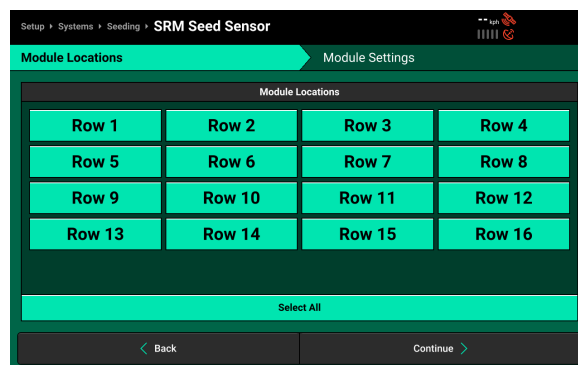 Setup ▸ Systems ▸ Seeding ▸ SRM Seed Sensor
-- kph
Module Locations
Module Settings
Module Locations
Row 1 Row 2 Row 3 Row 4
Row 5 Row 6 Row 7 Row 8
Row 9 Row 10 Row 11 Row 12
Row 13 Row 14 Row 15 Row 16
Select All
Back
Continue